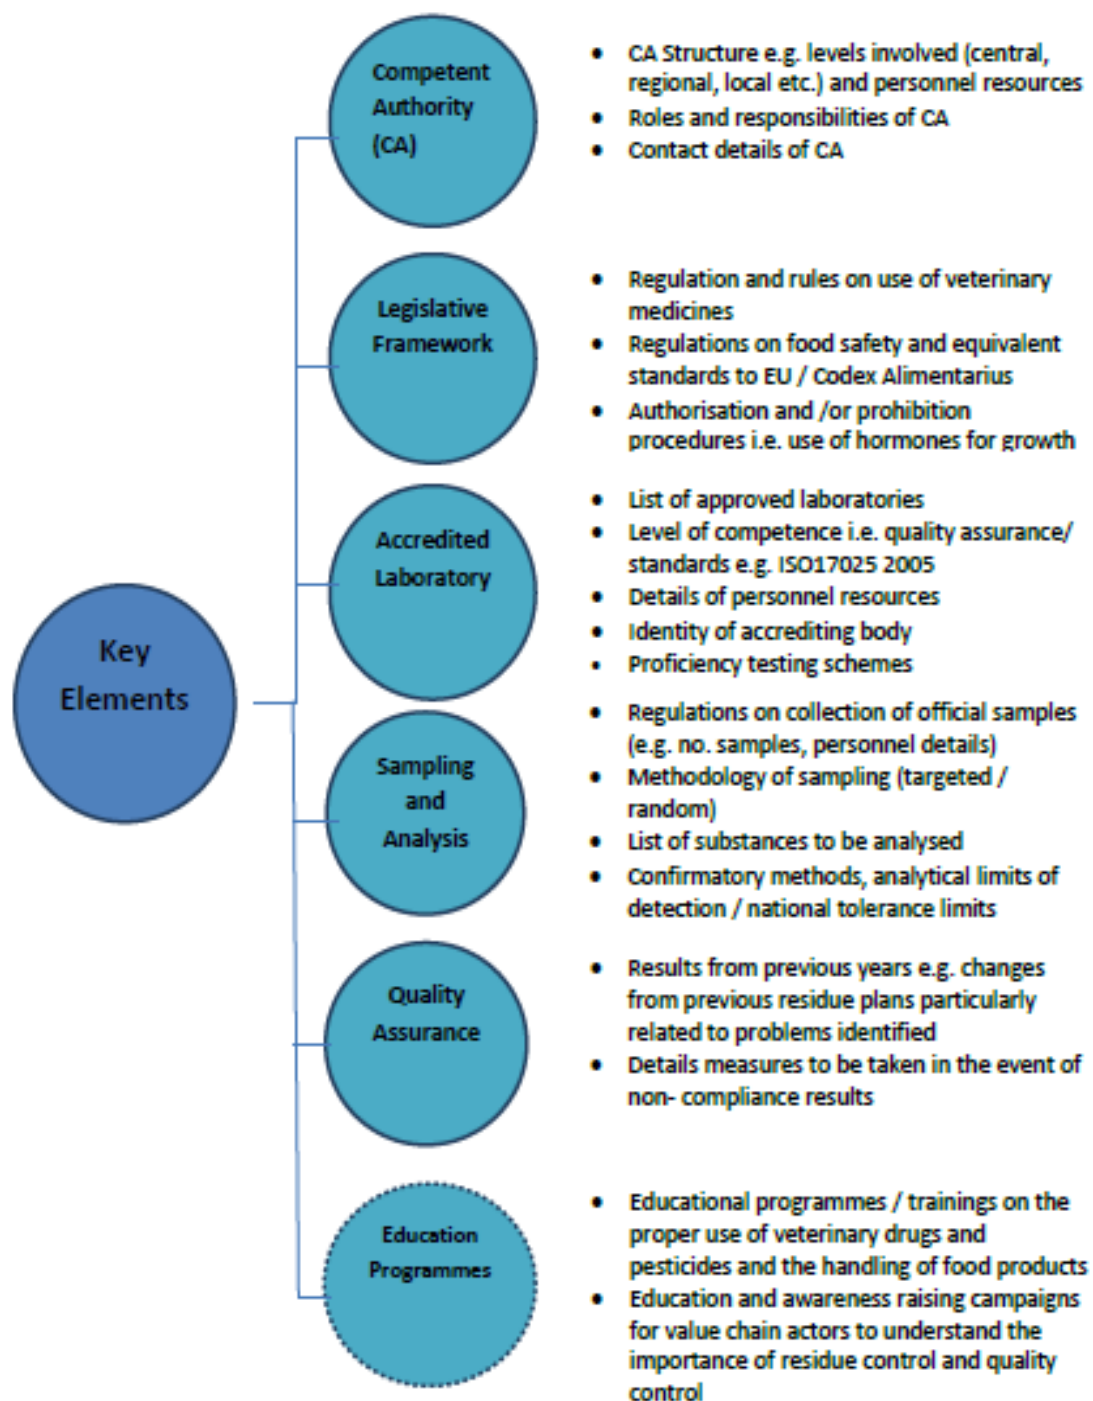 Key
Elements
Competent
Authority
(CA)
• CA Structure e.g. levels involved (central,
regional, local etc.) and personnel resources
• Roles and responsibilities of CA
• Contact details of CA
Legislative
Framework
• Regulation and rules on use of veterinary
medicines
• Regulations on food safety and equivalent
standards to EU / Codex Alimentarius
• Authorisation and /or prohibition
procedures i.e. use of hormones for growth
Accredited
Laboratory
• List of approved laboratories
• Level of competence i.e. quality assurance/
standards e.g. ISO17025 2005
• Details of personnel resources
• Identity of accrediting body
• Proficiency testing schemes
Sampling
and
Analysis
• Regulations on collection of official samples
(e.g. no. samples, personnel details)
• Methodology of sampling (targeted /
random)
• List of substances to be analysed
• Confirmatory methods, analytical limits of
detection / national tolerance limits
Quality
Assurance
• Results from previous years e.g. changes
from previous residue plans particularly
related to problems identified
• Details measures to be taken in the event of
non- compliance results
Education
Programmes
• Educational programmes / trainings on the
proper use of veterinary drugs and
pesticides and the handling of food products
• Education and awareness raising campaigns
for value chain actors to understand the
importance of residue control and quality
control